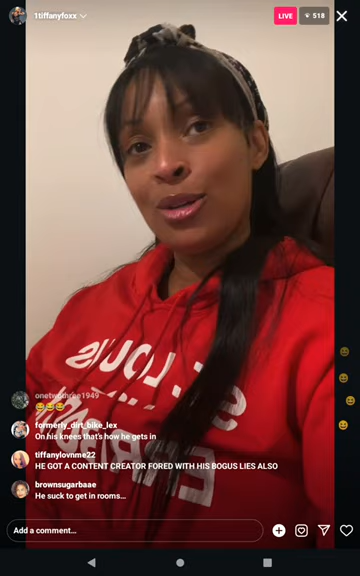 1tiffanyfoxx
LIVE
518
onetwothree1949
formerly_dirt_bike_lex
On his knees that's how he gets in
tiffanylovnme22
HE GOT A CONTENT CREATOR FORED WITH HIS BOGUS LIES ALSO
brownsugarbaae
He suck to get in rooms...
Add a comment...